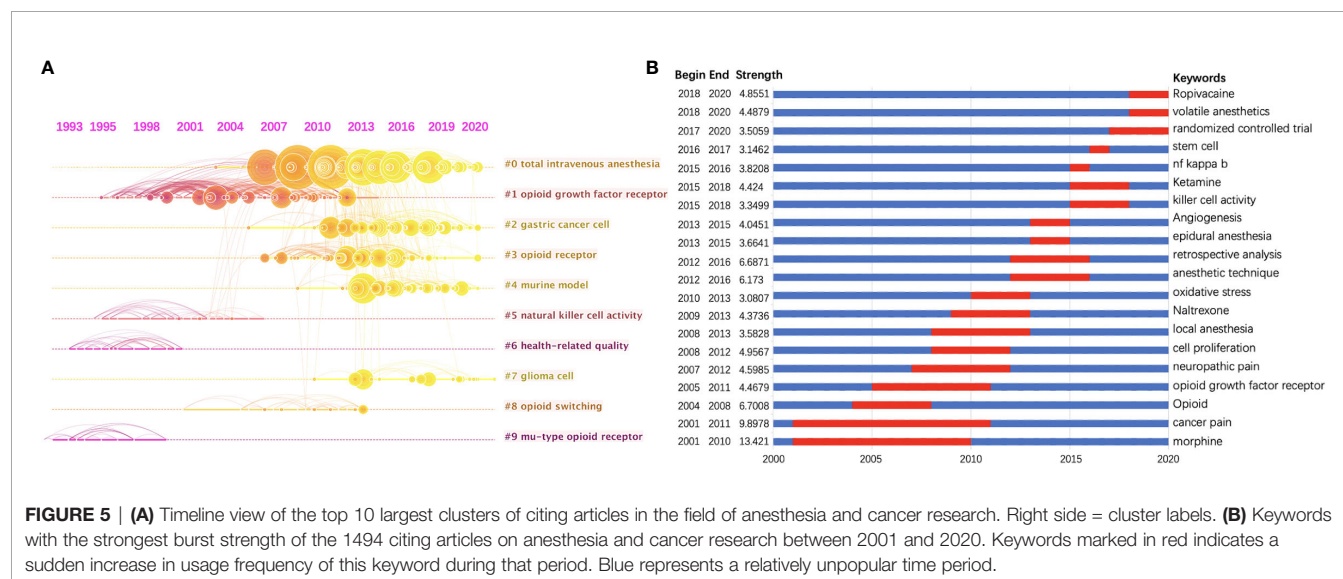 A
1993 1995 1998 2001 2004 2007 2010 2013 2016 2019 2020
#0 total intravenous anesthesia
#1 opioid growth factor receptor
#2 gastric cancer cell
#3 opioid receptor
#4 murine model
#5 natural killer cell activity
#6 health-related quality
#7 glioma cell
#8 opioid switching
#9 mu-type opioid receptor
B
Begin End Strength Keywords
2018 2020 4.8551 Ropivacaine
2018 2020 4.4879 volatile anesthetics
2017 2020 3.5059 randomized controlled trial
2016 2017 3.1462 stem cell
2015 2016 3.8208 nf kappa b
2015 2018 4.424 Ketamine
2015 2018 3.3499 killer cell activity
2013 2015 4.0451 Angiogenesis
2013 2015 3.6641 epidural anesthesia
2012 2016 6.6871 retrospective analysis
2012 2016 6.173 anesthetic technique
2010 2013 3.0807 oxidative stress
2009 2013 4.3736 Naltrexone
2008 2013 3.5828 local anesthesia
2008 2012 4.9567 cell proliferation
2007 2012 4.5985 neuropathic pain
2005 2011 4.4679 opioid growth factor receptor
2004 2008 6.7008 Opioid
2001 2011 9.8978 cancer pain
2001 2010 13.421 morphine
2000 2005 2010 2015 2020
FIGURE 5 | (A) Timeline view of the top 10 largest clusters of citing articles in the field of anesthesia and cancer research. Right side = cluster labels. (B) Keywords
with the strongest burst strength of the 1494 citing articles on anesthesia and cancer research between 2001 and 2020. Keywords marked in red indicates a
sudden increase in usage frequency of this keyword during that period. Blue represents a relatively unpopular time period.